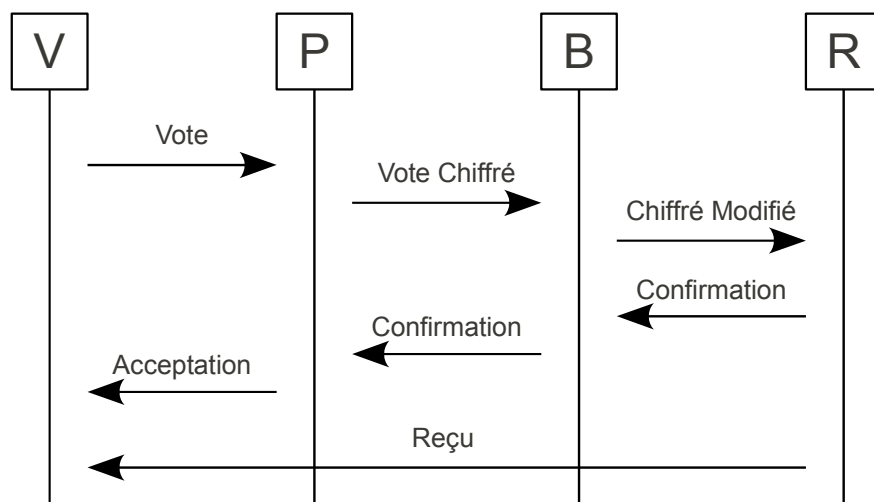 V P B R
Vote
Vote Chiffré
Chiffré Modifié
Confirmation
Confirmation
Acceptation
Reçu